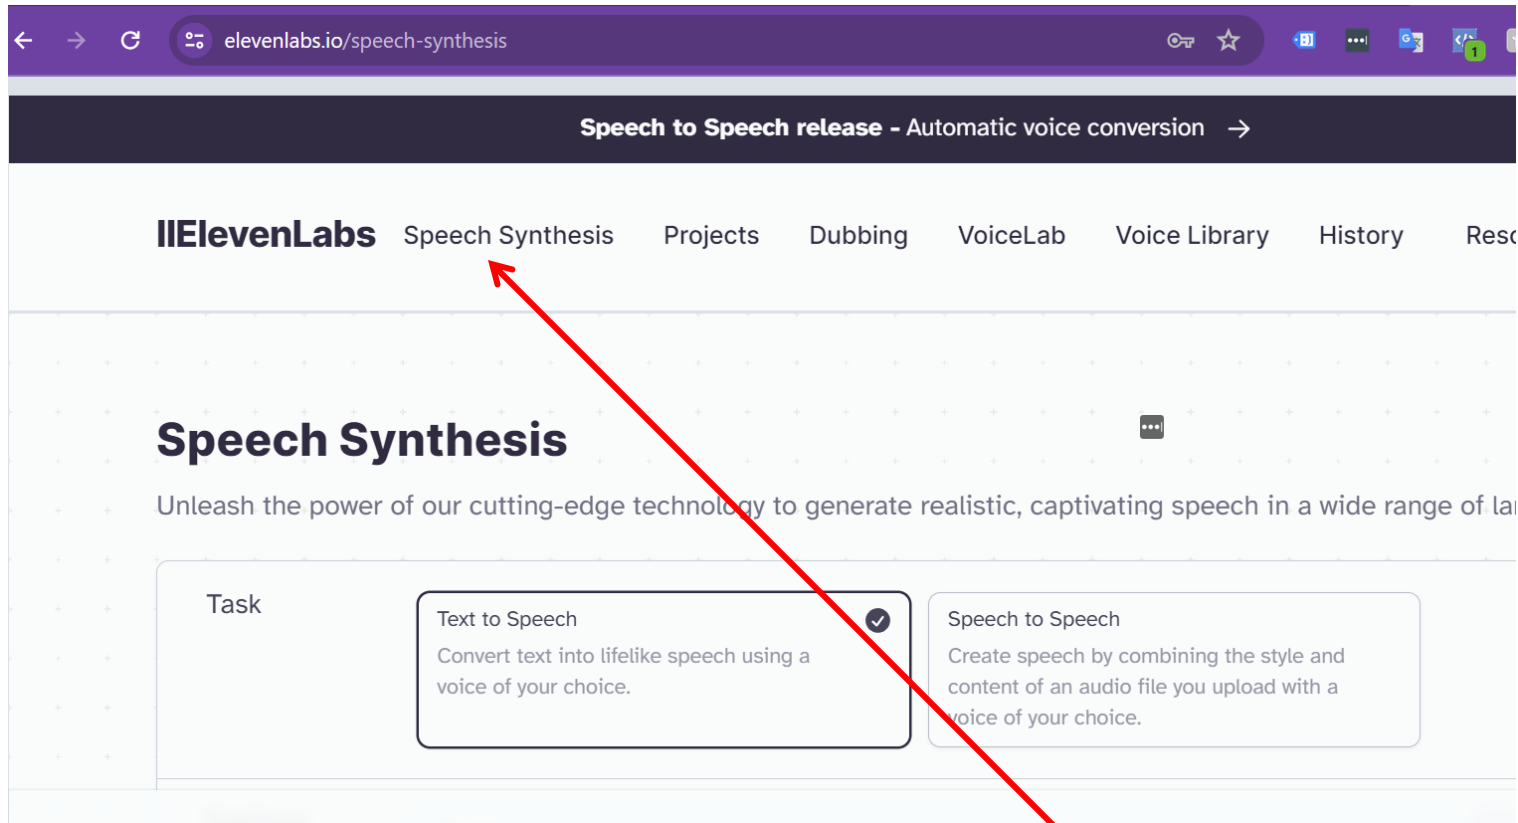 elevenlabs.io/speech-synthesis
1
Speech to Speech release - Automatic voice conversion →
IIElevenLabs Speech Synthesis Projects Dubbing VoiceLab Voice Library History
Speech Synthesis
Unleash the power of our cutting-edge technology to generate realistic, captivating speech in a wide range of
Task
Text to Speech
Convert text into lifelike speech using a
voice of your choice.
Speech to Speech
Create speech by combining the style and
content of an audio file you upload with a
voice of your choice.